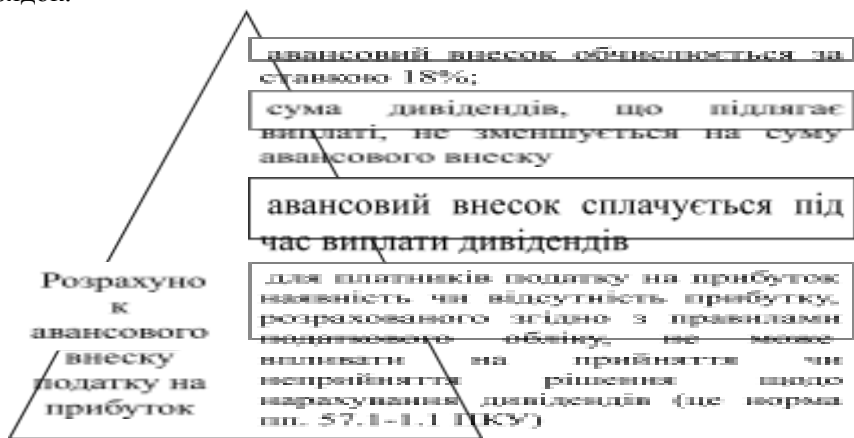 авансовий внесок обчислюється за
ставкою 18%;
сума дивідендів, що підлягає
виплаті, не зменшується на суму
авансового внеску
авансовий внесок сплачується під
час виплати дивідендів
для платників податку на прибуток
наявність чи відсутність прибутку,
розрахованого згідно з правилами
податкового обліку, не може
впливати на прийняття чи
неприйняття рішення щодо
нарахування дивідендів (це норма
пп. 57.1-1.1 ПКУ)
Розрахуно
к
авансового
внеску
податку на
прибуток